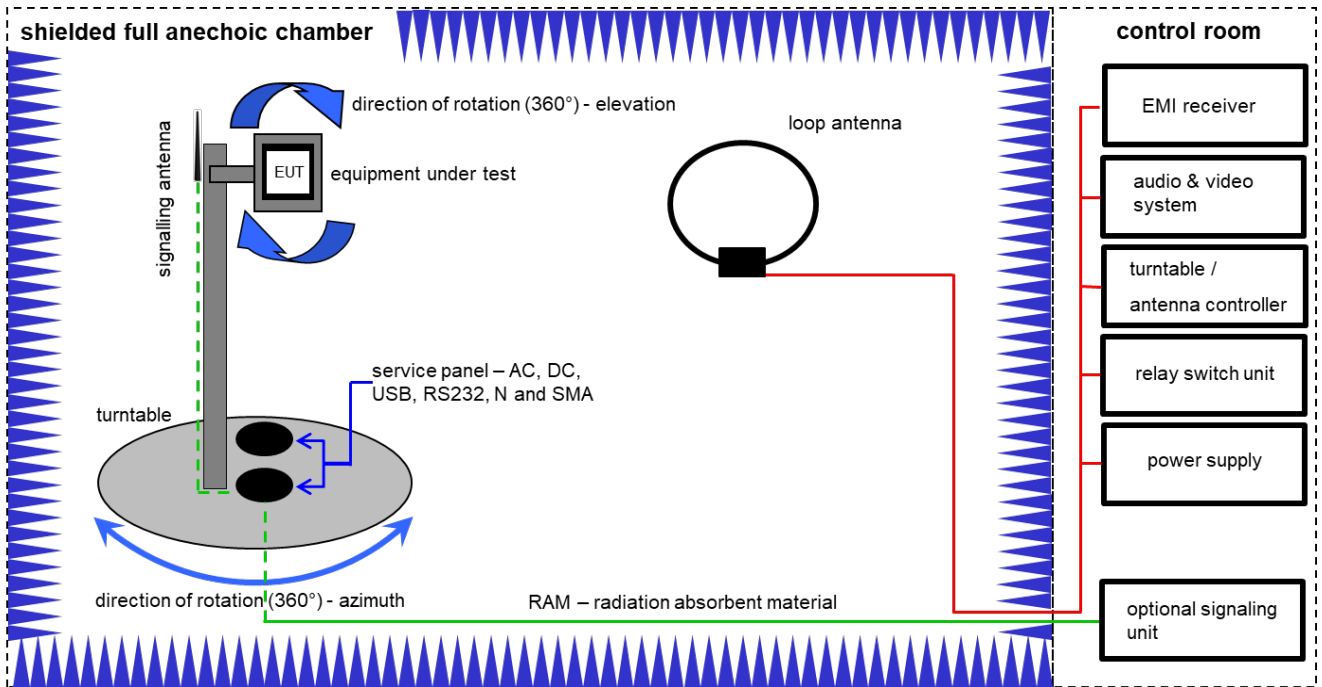 shielded full anechoic chamber
control room
direction of rotation (360°) - elevation
signalling antenna
EUT
equipment under test
loop antenna
service panel – AC, DC,
USB, RS232, N and SMA
turntable
direction of rotation (360°) - azimuth
RAM – radiation absorbent material
EMI receiver
audio & video
system
turntable /
antenna controller
relay switch unit
power supply
optional signaling
unit